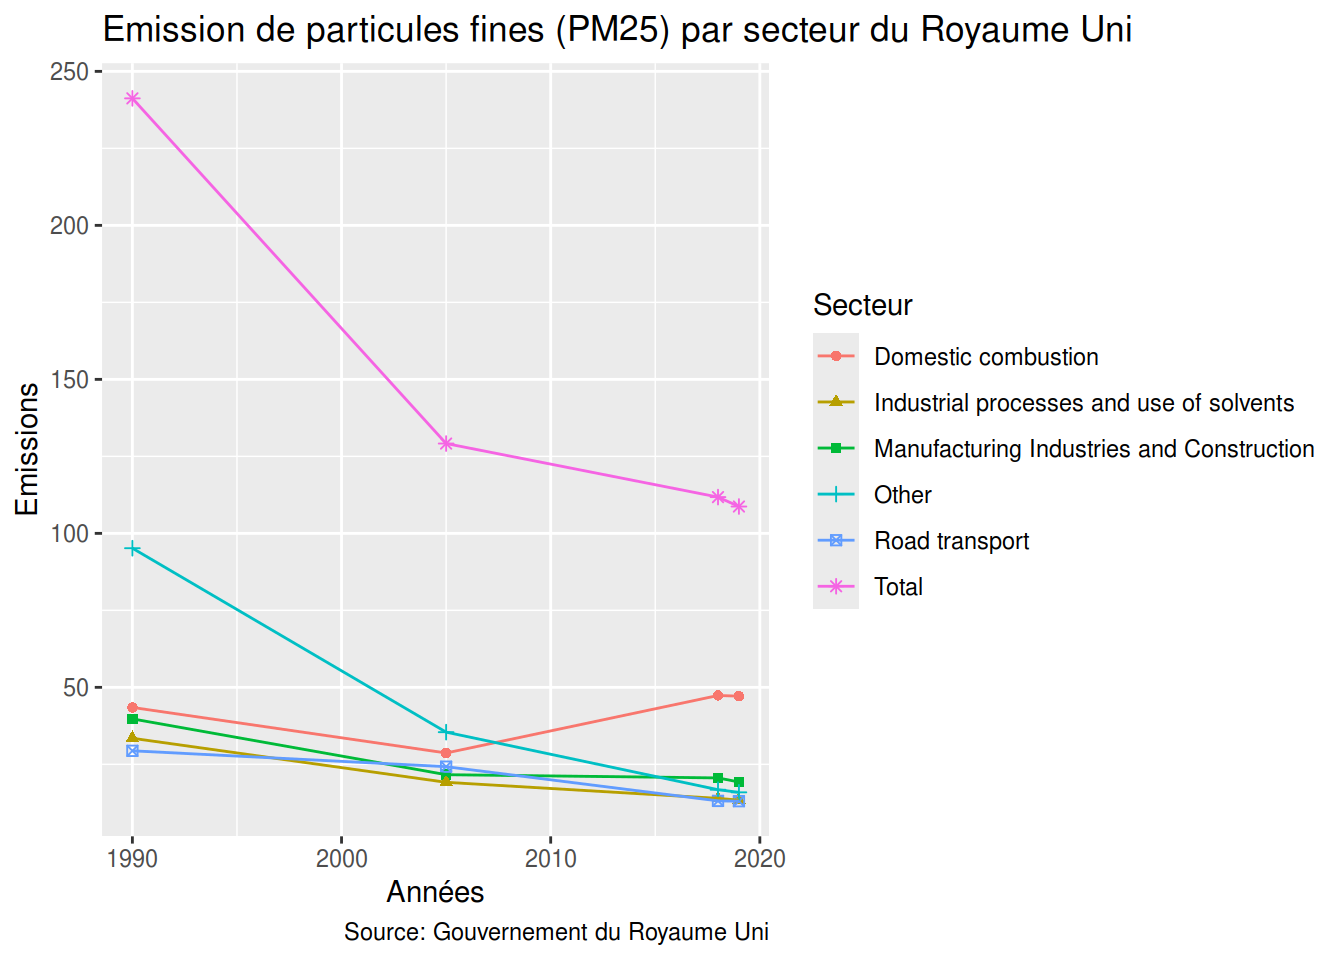 Emission de particules fines (PM25) par secteur du Royaume Uni
250
200
150
100
50
Emissions
1990 2000 2010 2020
Années
Source: Gouvernement du Royaume Uni
Secteur
Domestic combustion
Industrial processes and use of solvents
Manufacturing Industries and Construction
Other
Road transport
Total